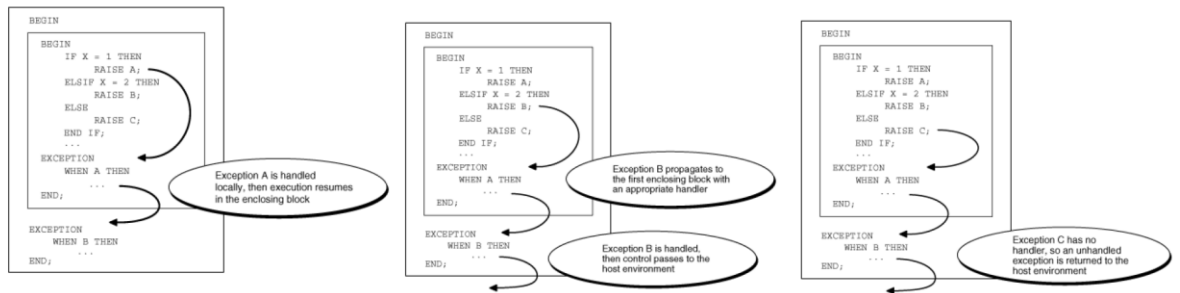 BEGIN
BEGIN
IF X = 1 THEN
RAISE A;
ELSIF X = 2 THEN
RAISE B;
ELSE
RAISE C;
END IF;
...
EXCEPTION
WHEN A THEN
...
END;
Exception A is handled
locally, then execution resumes
in the enclosing block
EXCEPTION
WHEN B THEN
...
END;
BEGIN
BEGIN
IF X = 1 THEN
RAISE A;
ELSIF X = 2 THEN
RAISE B;
ELSE
RAISE C;
END IF;
...
EXCEPTION
WHEN A THEN
...
END;
Exception B propagates to
the first enclosing block with
an appropriate handler
EXCEPTION
WHEN B THEN
...
END;
Exception B is handled,
then control passes to the
host environment
BEGIN
BEGIN
IF X = 1 THEN
RAISE A;
ELSIF X = 2 THEN
RAISE B;
ELSE
RAISE C;
END IF;
...
EXCEPTION
WHEN A THEN
...
END;
EXCEPTION
WHEN B THEN
...
END;
Exception C has no
handler, so an unhandled
exception is returned to the
host environment